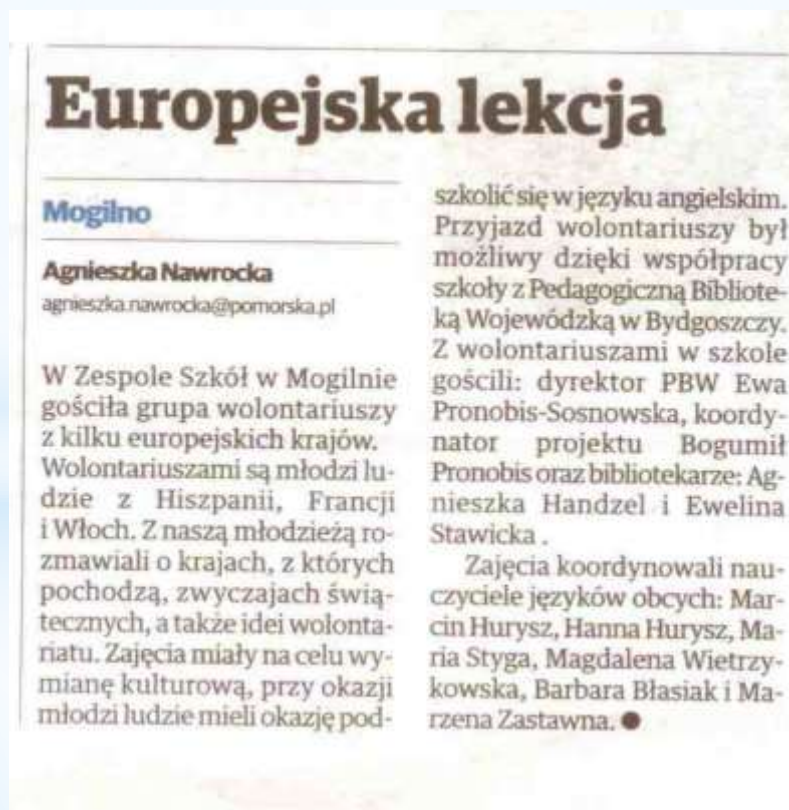 Europejska lekcja
Mogilno
Agnieszka Nawrocka
agnieszka.nawrocka@pomorska.pl
W Zespole Szkół w Mogilnie
gościła grupa wolontariuszy
z kilku europejskich krajów.
Wolontariuszami są młodzi lu-
dzie z Hiszpanii, Francji
i Włoch. Z naszą młodzieżą ro-
zmawiali o krajach, z których
pochodzą, zwyczajach świą-
tecznych, a także idei wolonta-
riatu. Zajęcia miały na celu wy-
mianę kulturową, przy okazji
młodzi ludzie mieli okazję pod-
szkolić się w języku angielskim.
Przyjazd wolontariuszy był
możliwy dzięki współpracy
szkoły z Pedagogiczną Bibliote-
ką Wojewódzką w Bydgoszczy.
Z wolontariuszami w szkole
gościli: dyrektor PBW Ewa
Pronobis-Sosnowska, koordy-
nator projektu Bogumił
Pronobis oraz bibliotekarze: Ag-
nieszka Handzel i Ewelina
Stawicka .
Zajęcia koordynowali nau-
czyciele języków obcych: Mar-
cin Hurysz, Hanna Hurysz, Ma-
ria Styga, Magdalena Wietrzy-
kowska, Barbara Błasiak i Ma-
rzena Zastawna. ●